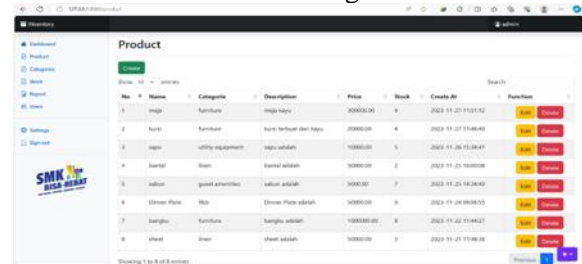 Inventory
admin
Dashboard
Product
Categories
Stock
Report
Users
Settings
Sign out
SMK
BISA-HEBAT
Product
Create
Show 10 entries
Search:
No Name Categorie Description Price Stock Create At Function
1 meja furniture meja kayu 300000.00 4 2023-11-27 11:51:12 Edit Delete
2 kursi furniture kursi terbuat dari kayu 20000.00 4 2023-11-27 11:46:49 Edit Delete
3 sapu utility equipment sapu adalah 10000.00 5 2023-11-26 15:34:41 Edit Delete
4 bantal linen bantal adalah 50000.00 2 2023-11-25 16:00:08 Edit Delete
5 sabun guest amenities sabun adalah 5000.00 7 2023-11-25 14:24:40 Edit Delete
6 Dinner Plate Dinner Plate adalah 50000.00 0 2023-11-24 09:06:55 Edit Delete
7 bangku furniture bangku adalah 1000000.00 8 2023-11-22 11:44:27 Edit Delete
8 sheet linen sheet adalah 50000.00 3 2023-11-21 11:48:38 Edit Delete
Showing 1 to 8 of 8 entries
Previous 1